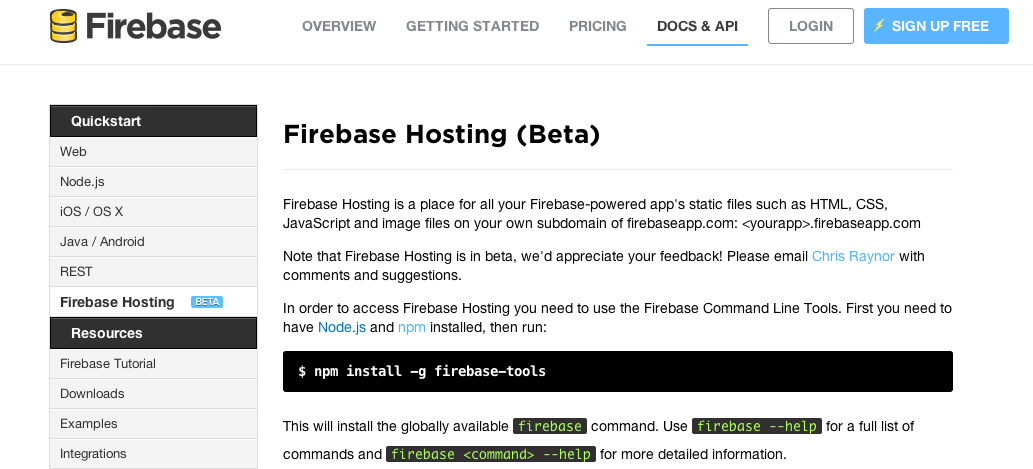 Firebase
OVERVIEW
GETTING STARTED
PRICING
DOCS & API
LOGIN
SIGN UP FREE
Quickstart
Web
Node.js
iOS / OS X
Java / Android
REST
Firebase Hosting BETA
Resources
Firebase Tutorial
Downloads
Examples
Integrations
Firebase Hosting (Beta)
Firebase Hosting is a place for all your Firebase-powered app's static files such as HTML, CSS,
JavaScript and image files on your own subdomain of firebaseapp.com: <yourapp>.firebaseapp.com
Note that Firebase Hosting is in beta, we'd appreciate your feedback! Please email Chris Raynor with
comments and suggestions.
In order to access Firebase Hosting you need to use the Firebase Command Line Tools. First you need to
have Node.js and npm installed, then run:
$ npm install -g firebase-tools
This will install the globally available firebase command. Use firebase --help for a full list of
commands and firebase <command> --help for more detailed information.